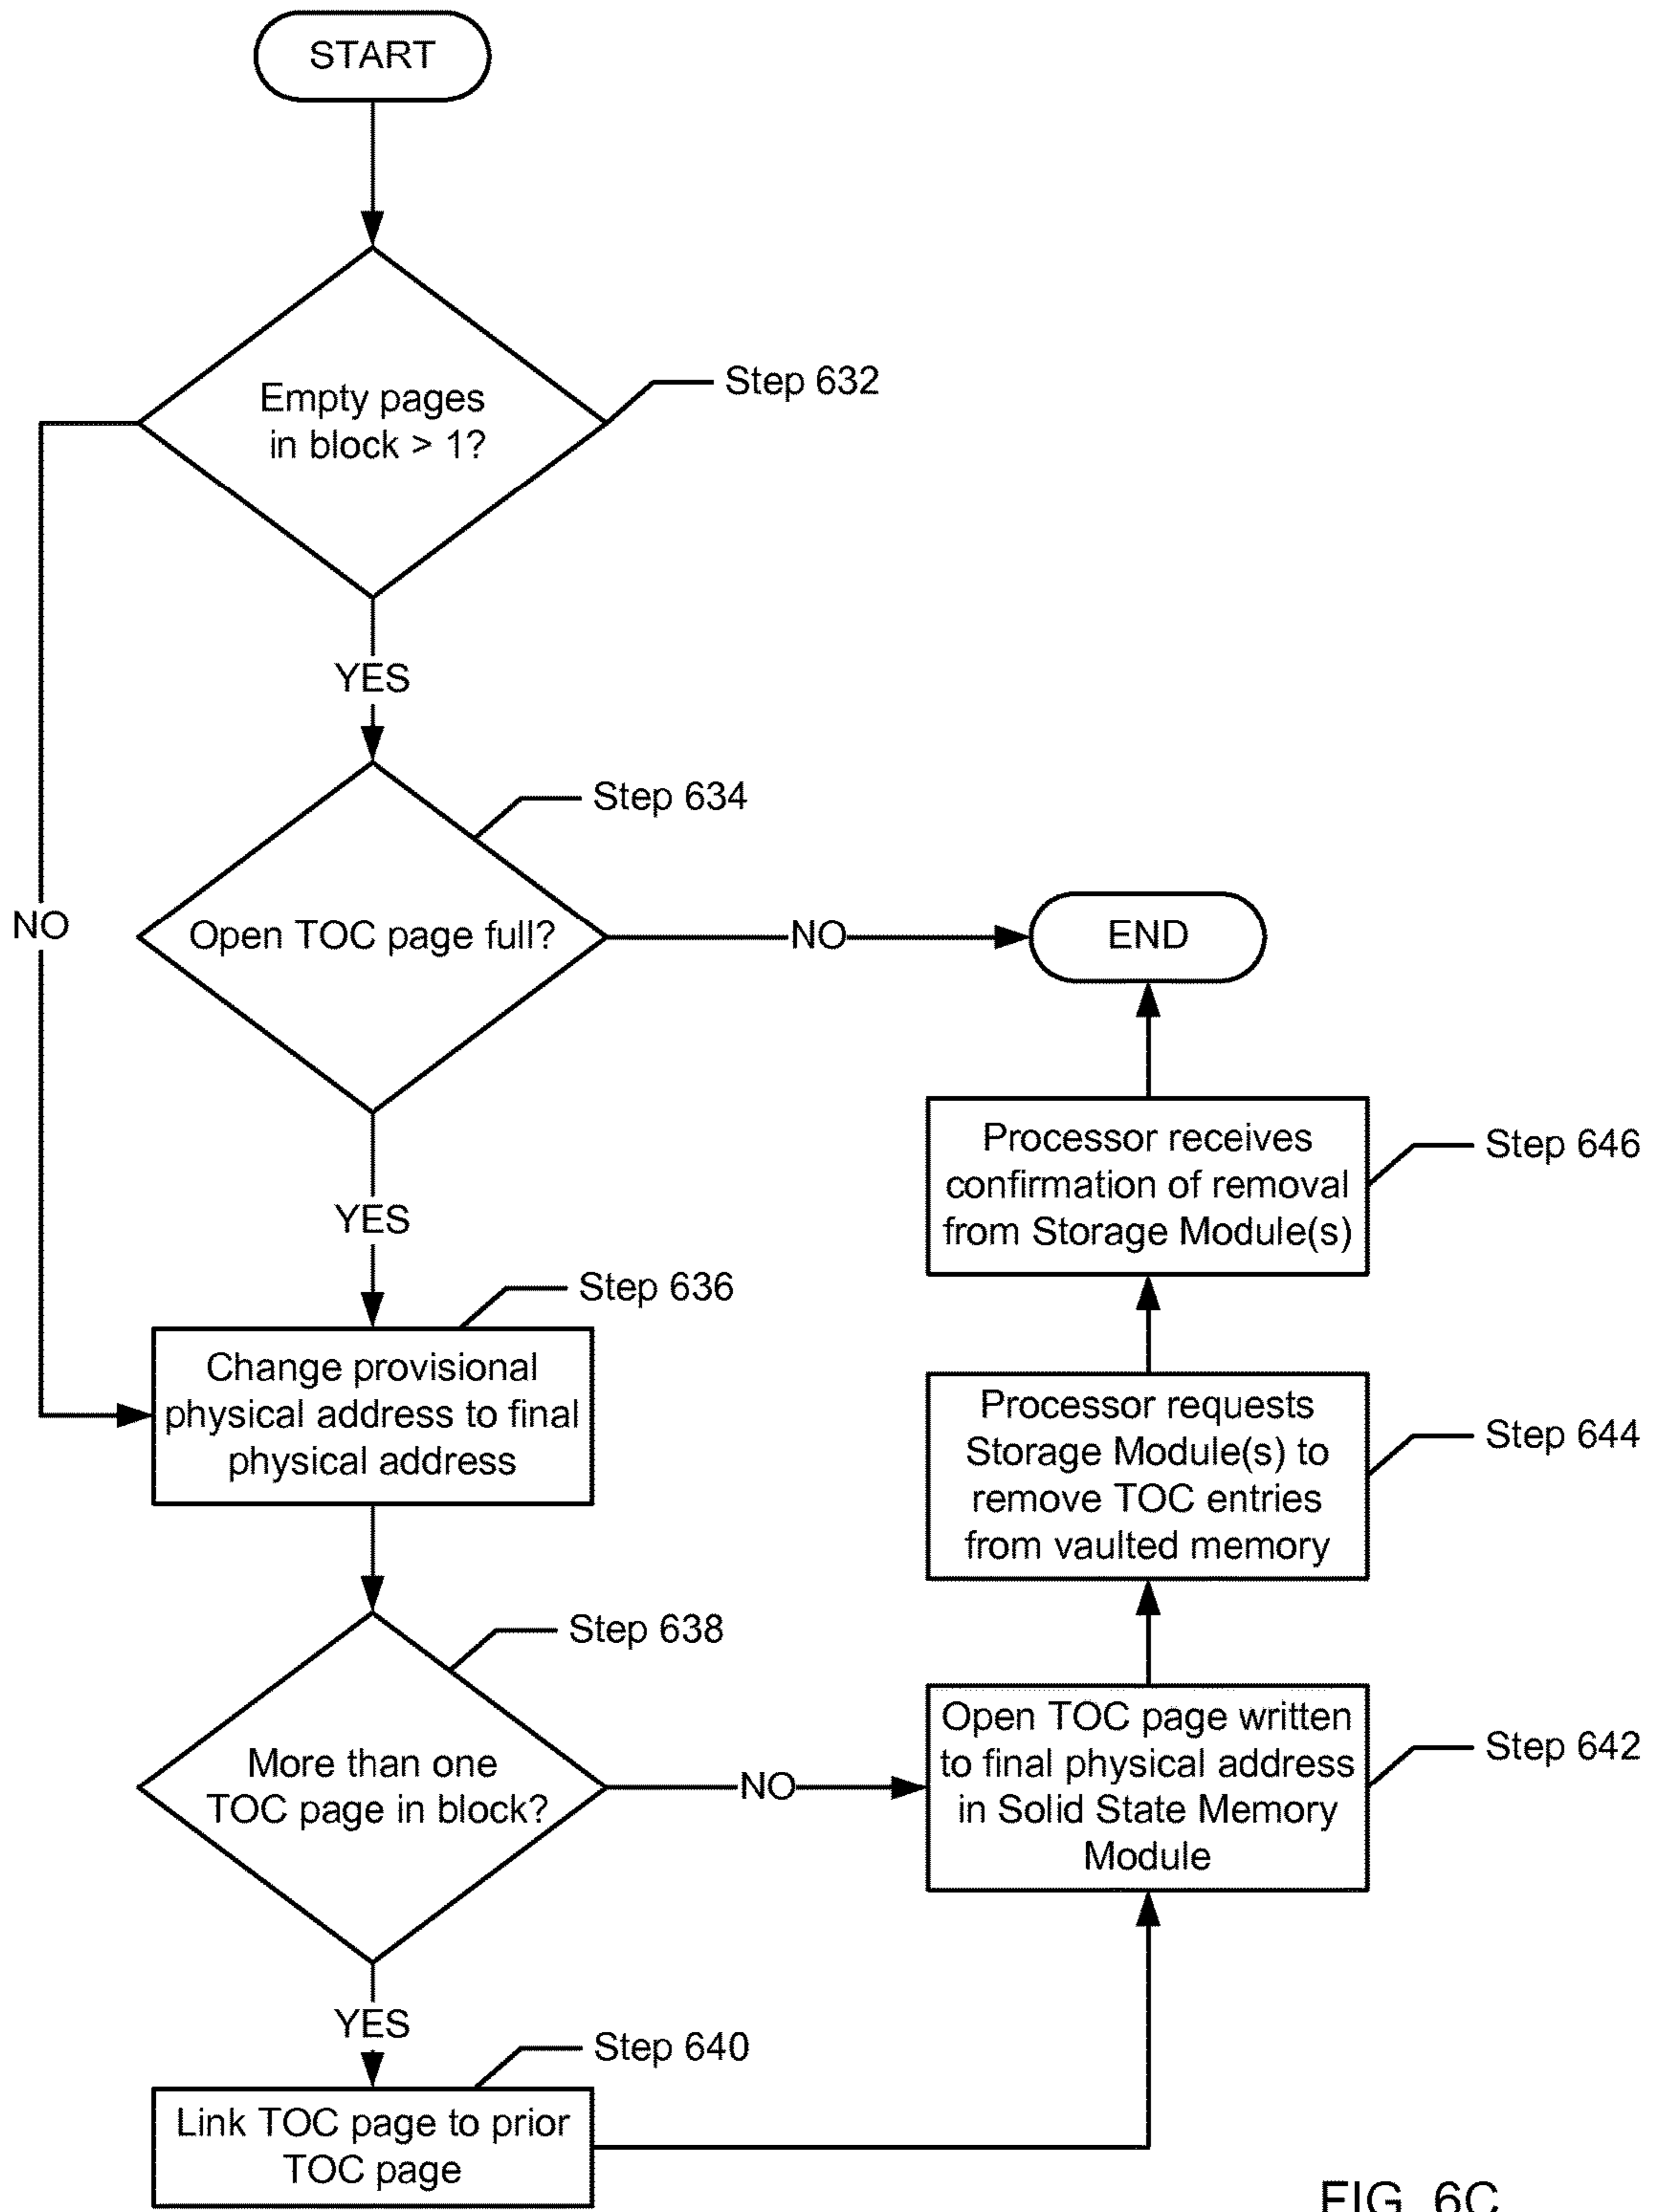 START
Empty pages
in block > 1?
Step 632
YES
Step 634
Open TOC page full?
NO
END
NO
YES
Step 636
Change provisional
physical address to final
physical address
Step 638
More than one
TOC page in block?
NO
YES
Step 640
Link TOC page to prior
TOC page
Open TOC page written
to final physical address
in Solid State Memory
Module
Step 642
Processor requests
Storage Module(s) to
remove TOC entries
from vaulted memory
Step 644
Processor receives
confirmation of removal
from Storage Module(s)
Step 646
FIG. 6C